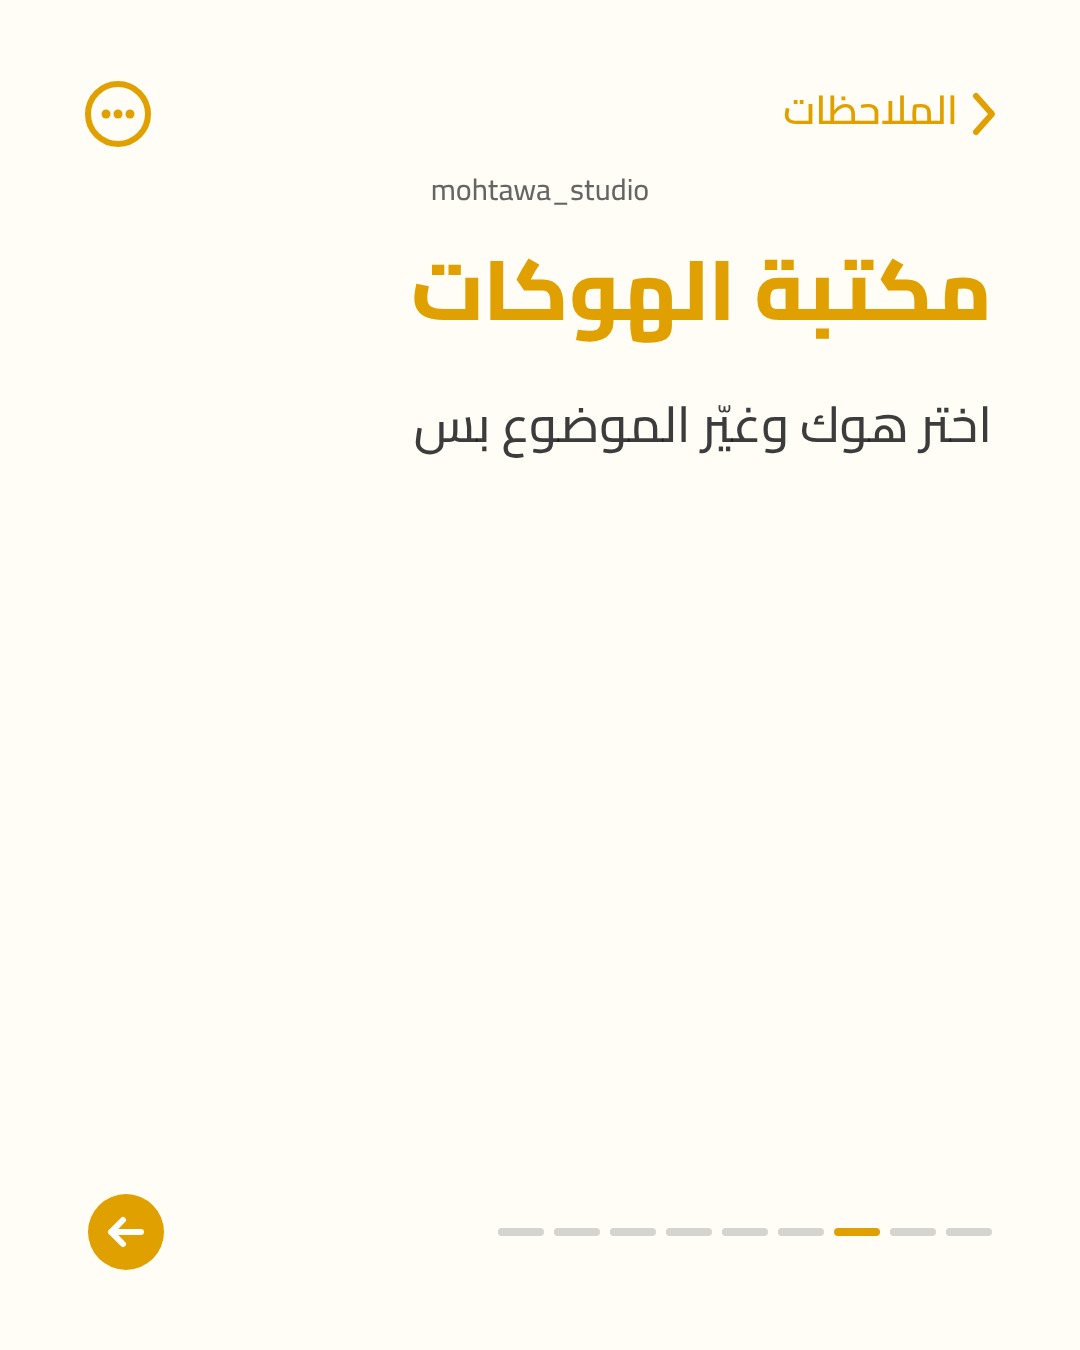 الملاحظات
mohtawa_studio
مكتبة الهوكات
اختر هوك وغيّر الموضوع بس